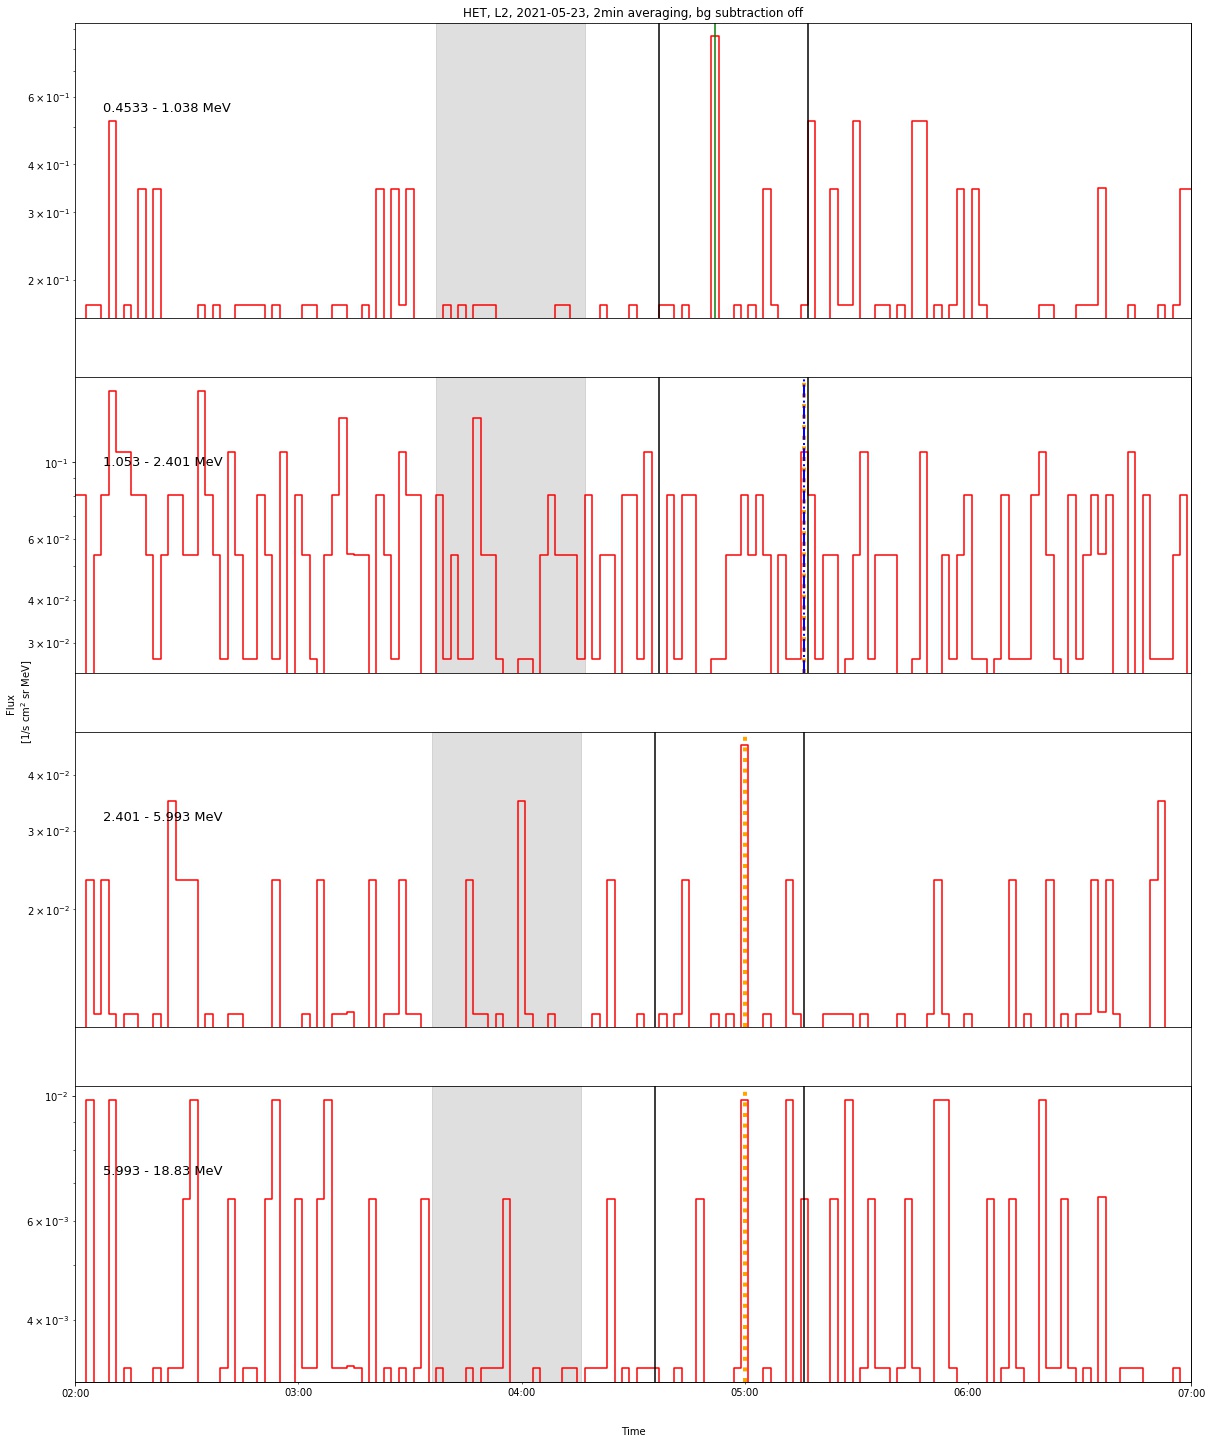 HET, L2, 2021-05-23, 2min averaging, bg subtraction off
6 × 10⁻¹
0.4533 - 1.038 MeV
4 × 10⁻¹
3 × 10⁻¹
2 × 10⁻¹
10⁻¹
1.053 - 2.401 MeV
6 × 10⁻²
4 × 10⁻²
3 × 10⁻²
Flux
[1/s cm² sr MeV]
4 × 10⁻²
2.401 - 5.993 MeV
3 × 10⁻²
2 × 10⁻²
10⁻²
5.993 - 18.83 MeV
6 × 10⁻³
4 × 10⁻³
02:00 03:00 04:00 05:00 06:00 07:00
Time